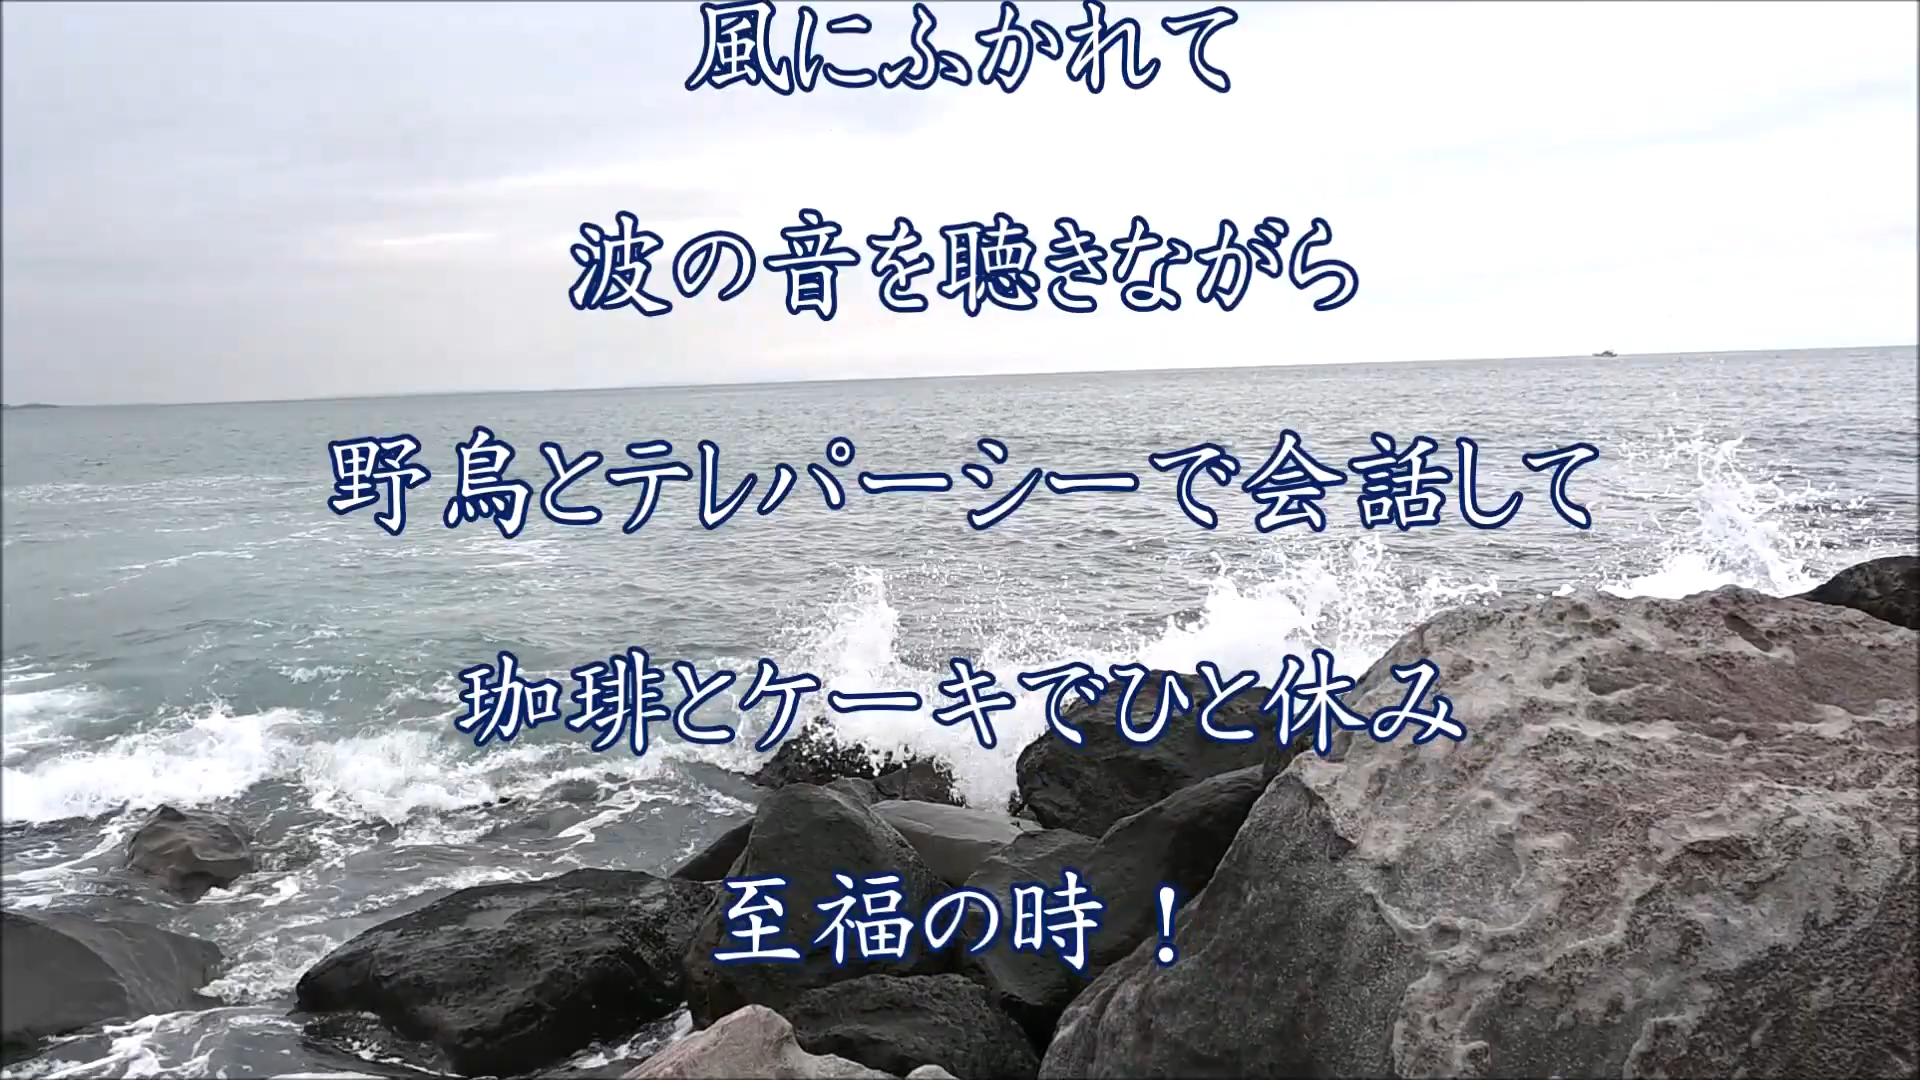 風にふかれて
波の音を聴きながら
野鳥とテレパーシーで会話して
珈琲とケーキでひと休み
至福の時！